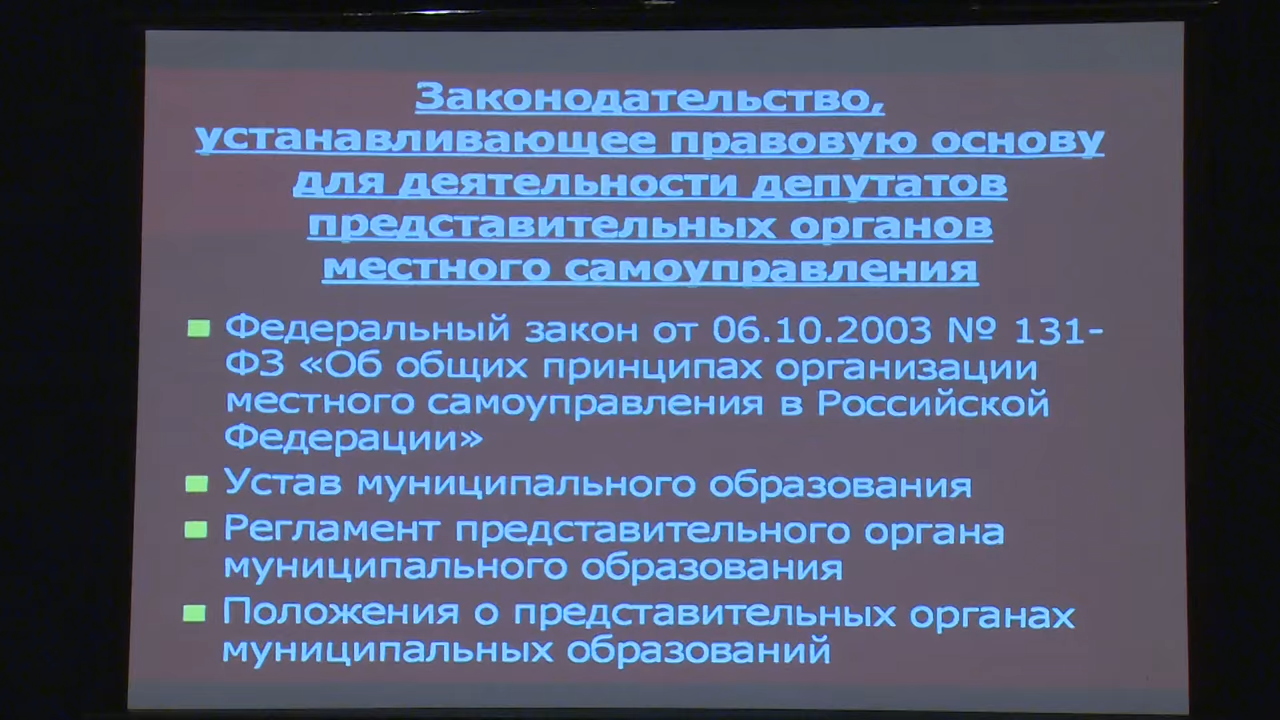 Законодательство,
устанавливающее правовую основу
для деятельности депутатов
представительных органов
местного самоуправления
Федеральный закон от 06.10.2003 № 131-
ФЗ «Об общих принципах организации
местного самоуправления в Российской
Федерации»
Устав муниципального образования
Регламент представительного органа
муниципального образования
Положения о представительных органах
муниципальных образований